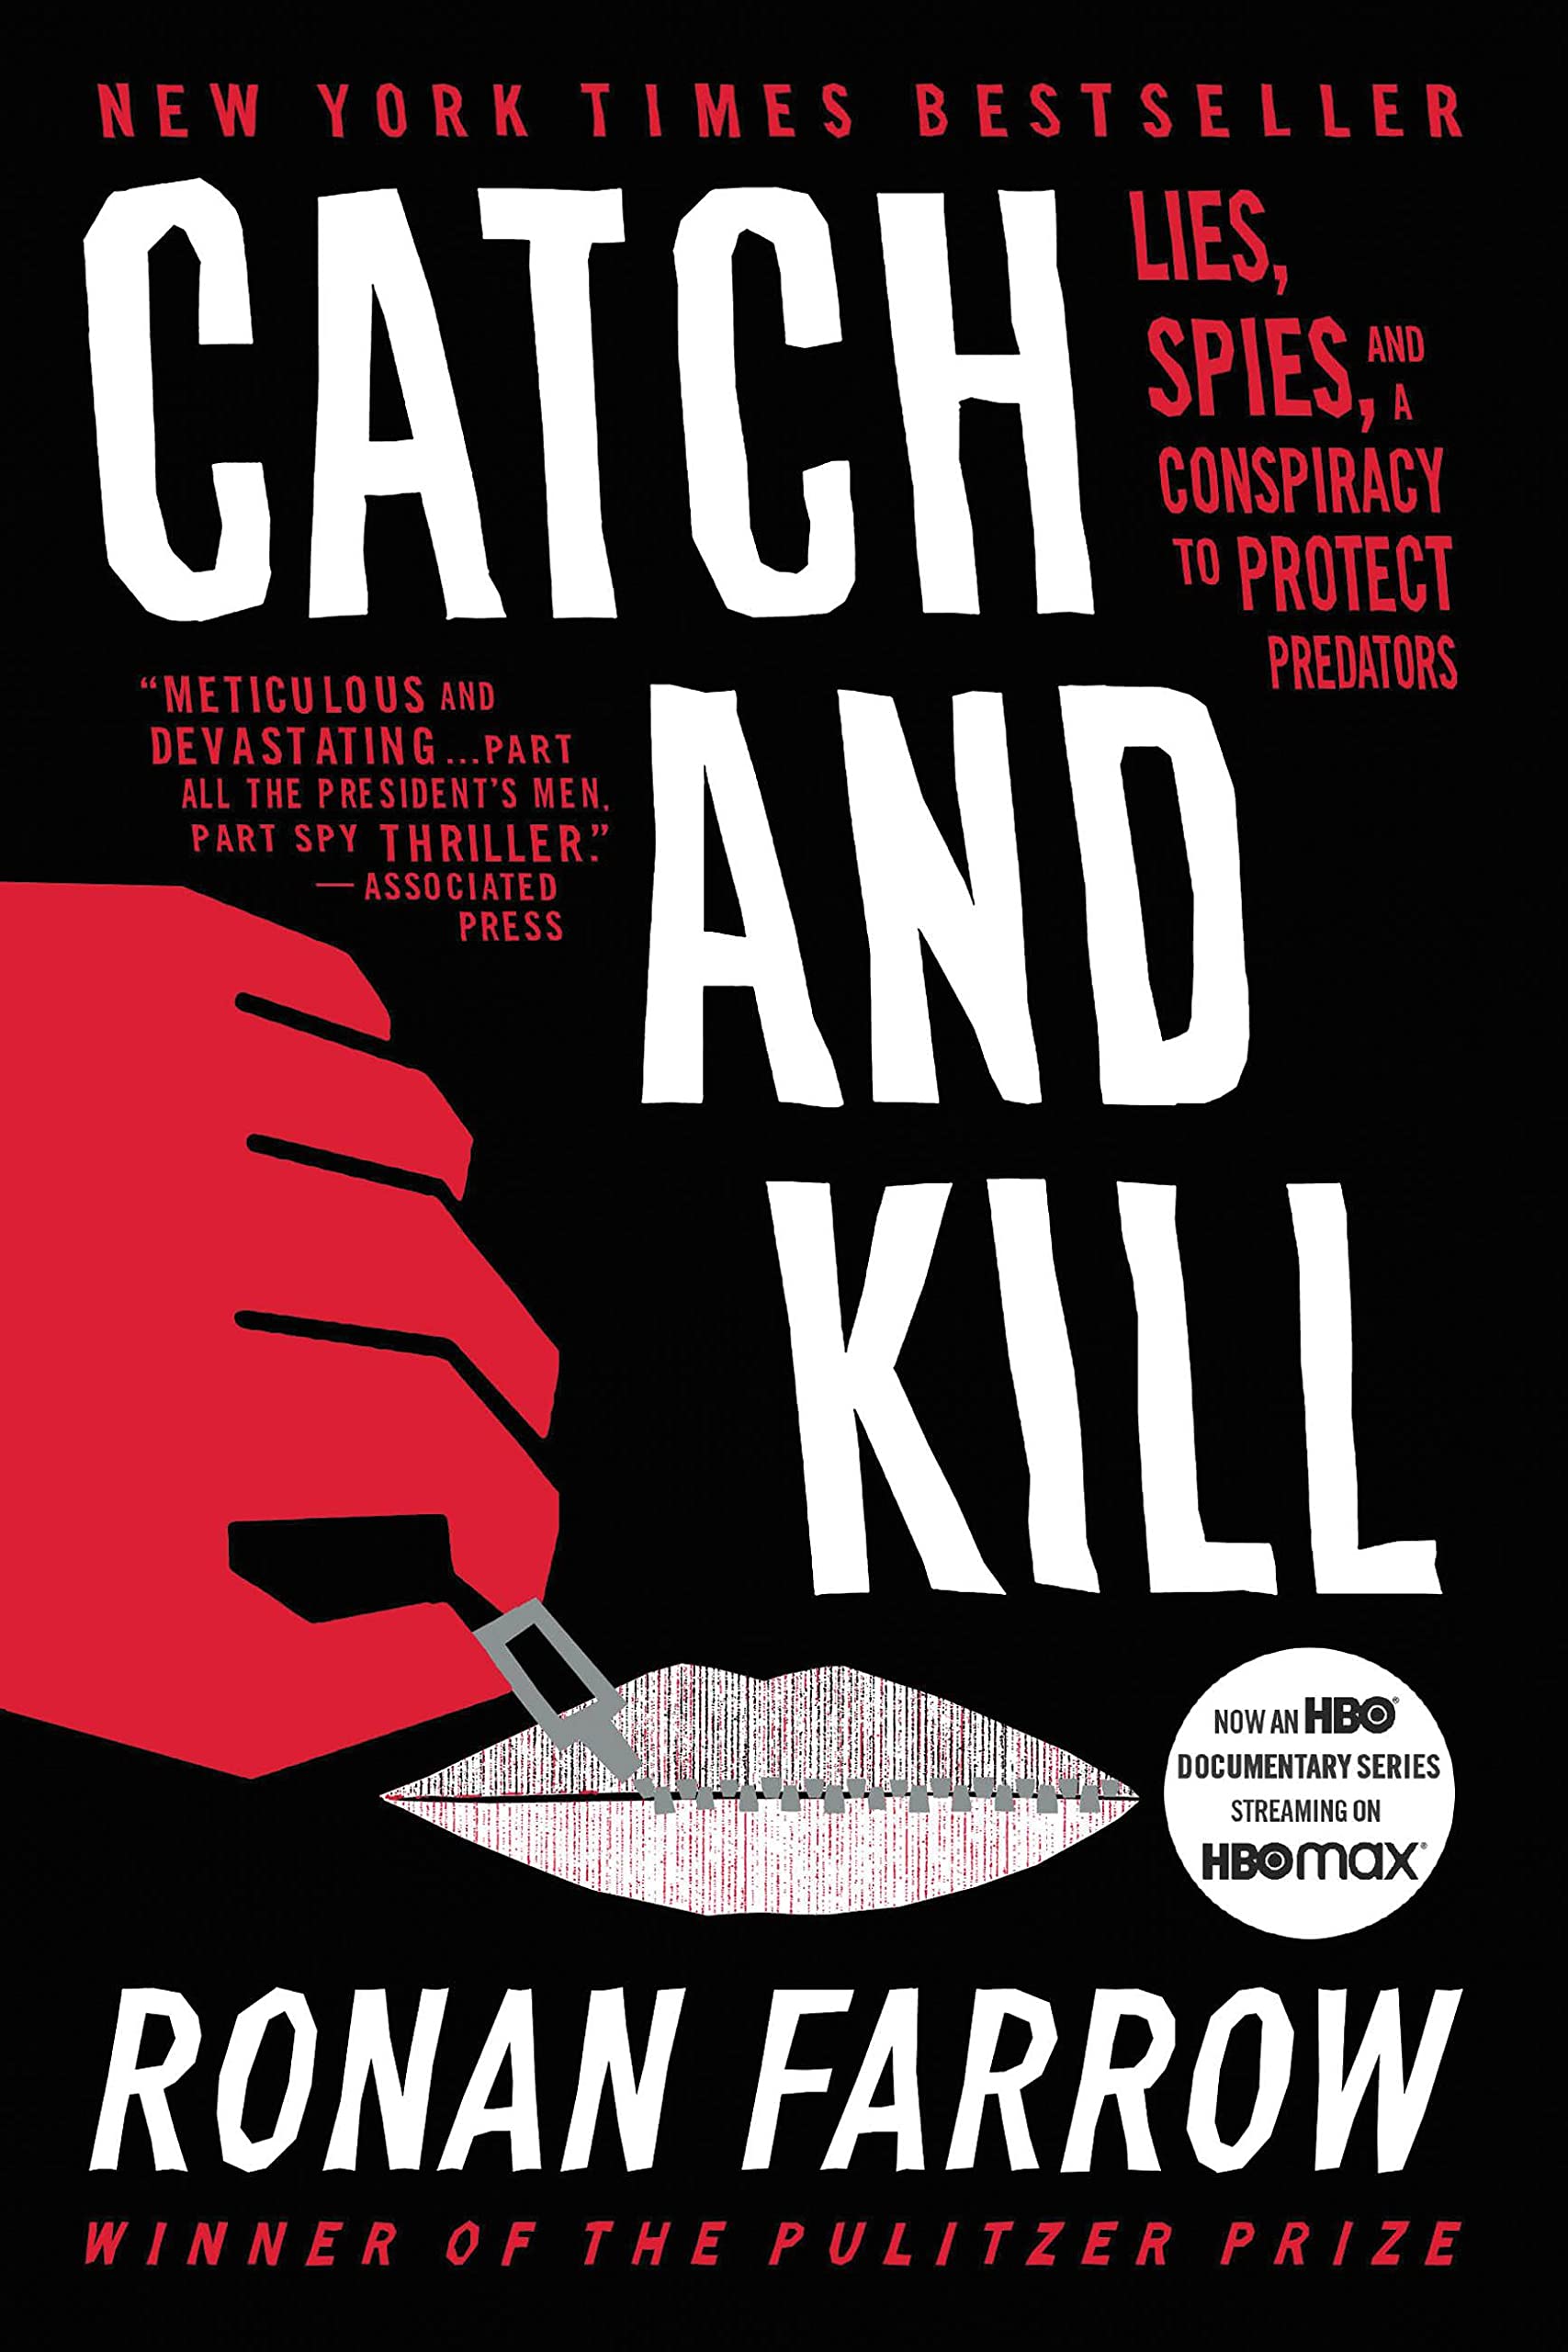 NEW YORK TIMES BESTSELLER
CATCH
LIES,
SPIES, AND
A
CONSPIRACY
TO PROTECT
PREDATORS
“METICULOUS AND
DEVASTATING...PART
ALL THE PRESIDENT’S MEN,
PART SPY THRILLER.”
— ASSOCIATED
PRESS
AND
KILL
NOW AN HBO®
DOCUMENTARY SERIES
STREAMING ON
HBOmax®
RONAN FARROW
WINNER OF THE PULITZER PRIZE